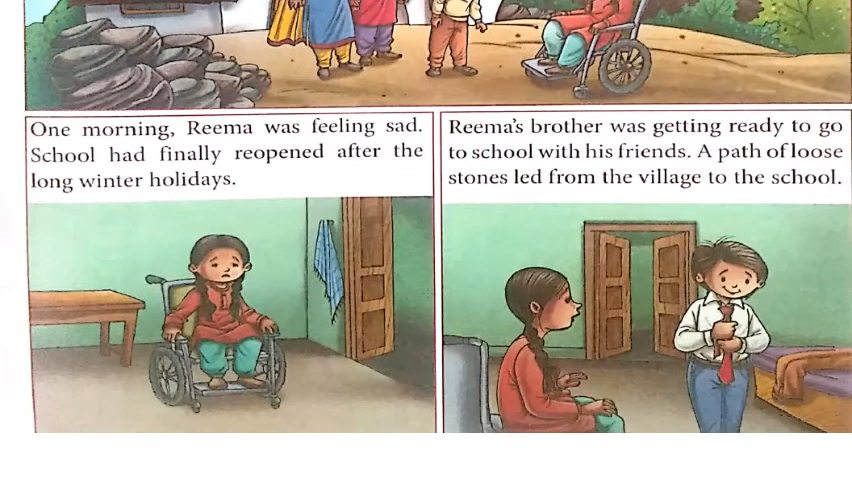 One morning, Reema was feeling sad.
School had finally reopened after the
long winter holidays.
Reema's brother was getting ready to go
to school with his friends. A path of loose
stones led from the village to the school.